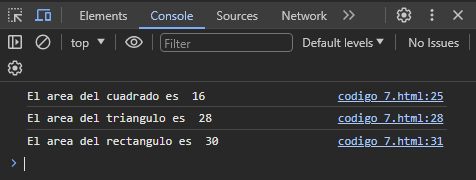 Elements Console Sources Network >>
top Filter Default levels No Issues
El area del cuadrado es  16 codigo 7.html:25
El area del triangulo es  28 codigo 7.html:28
El area del rectangulo es  30 codigo 7.html:31
>